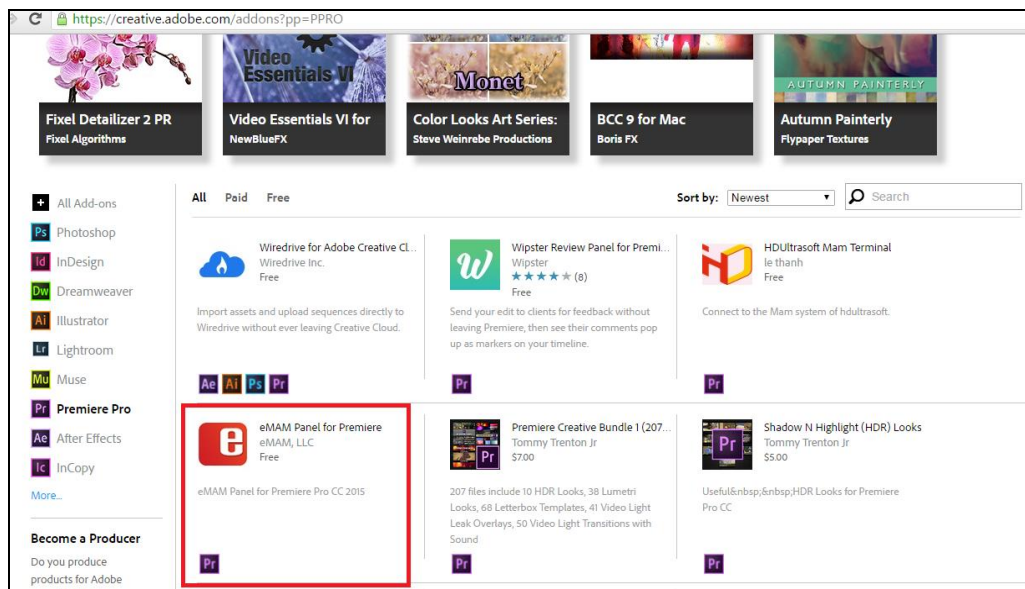 https://creative.adobe.com/addons?pp=PPRO
Video
Essentials VI
Monet
AUTUMN PAINTERLY
Fixel Detailizer 2 PR
Fixel Algorithms
Video Essentials VI for
NewBlueFX
Color Looks Art Series:
Steve Weinrebe Productions
BCC 9 for Mac
Boris FX
Autumn Painterly
Flypaper Textures
All Paid Free
Sort by: Newest
Search
All Add-ons
Ps Photoshop
Id InDesign
Dw Dreamweaver
Ai Illustrator
Lr Lightroom
Mu Muse
Pr Premiere Pro
Ae After Effects
Ic InCopy
More...
Become a Producer
Do you produce
products for Adobe
Wiredrive for Adobe Creative Cl...
Wiredrive Inc.
Free
Import assets and upload sequences directly to
Wiredrive without ever leaving Creative Cloud.
Ae Ai Ps Pr
w
Wipster Review Panel for Premi...
Wipster
(8)
Free
Send your edit to clients for feedback without
leaving Premiere, then see their comments pop
up as markers on your timeline.
Pr
HDUltrasoft Mam Terminal
le thanh
Free
Connect to the Mam system of hdultrasoft.
Pr
e
eMAM Panel for Premiere
eMAM, LLC
Free
eMAM Panel for Premiere Pro CC 2015
Pr
Pr
Premiere Creative Bundle 1 (207...
Tommy Trenton Jr
$7.00
207 files include 10 HDR Looks, 38 Lumetri
Looks, 68 Letterbox Templates, 41 Video Light
Leak Overlays, 50 Video Light Transitions with
Sound
Pr
Pr
Shadow N Highlight (HDR) Looks
Tommy Trenton Jr
$5.00
Useful&nbsp;&nbsp;HDR Looks for Premiere
Pro CC
Pr